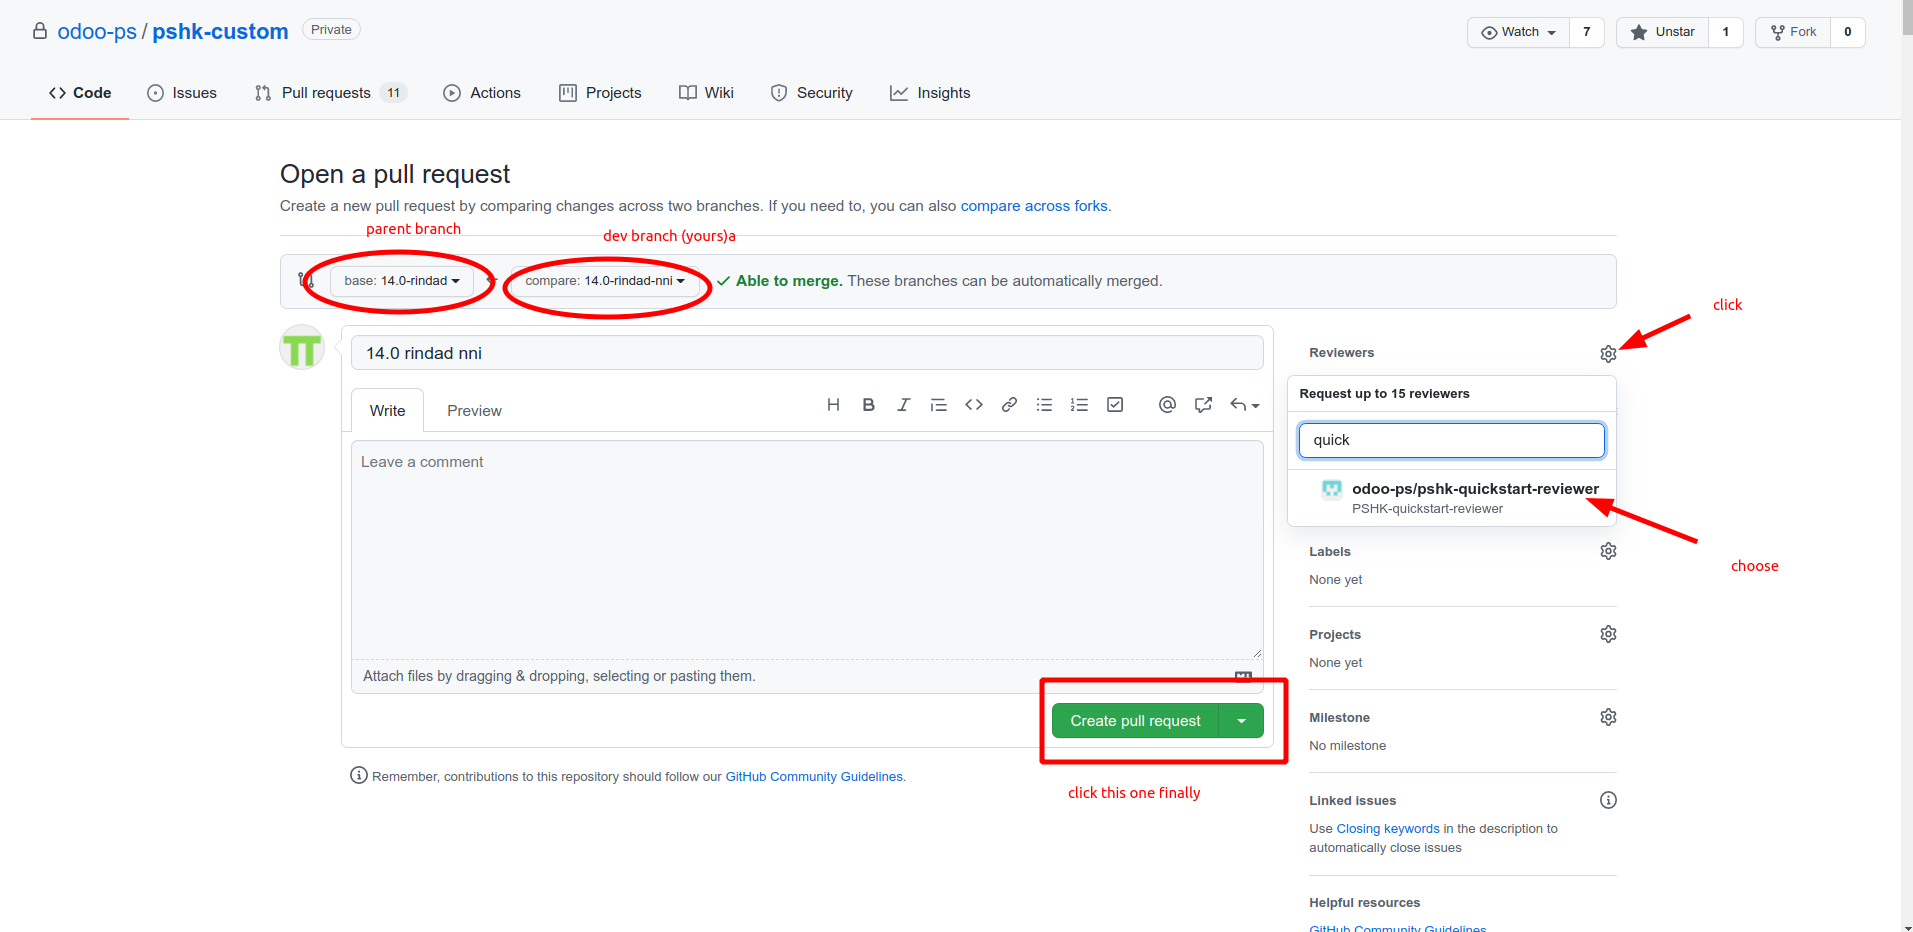 odoo-ps / pshk-custom Private
Watch 7 Unstar 1 Fork 0
Code Issues Pull requests 11 Actions Projects Wiki Security Insights
Open a pull request
Create a new pull request by comparing changes across two branches. If you need to, you can also compare across forks.
parent branch
dev branch (yours)a
base: 14.0-rindad compare: 14.0-rindad-nni Able to merge. These branches can be automatically merged.
click
14.0 rindad nni
Write Preview
Leave a comment
Attach files by dragging & dropping, selecting or pasting them.
Create pull request
click this one finally
Remember, contributions to this repository should follow our GitHub Community Guidelines.
Reviewers
Request up to 15 reviewers
quick
odoo-ps/pshk-quickstart-reviewer
PSHK-quickstart-reviewer
choose
Labels
None yet
Projects
None yet
Milestone
No milestone
Linked issues
Use Closing keywords in the description to
automatically close issues
Helpful resources
GitHub Community Guidelines